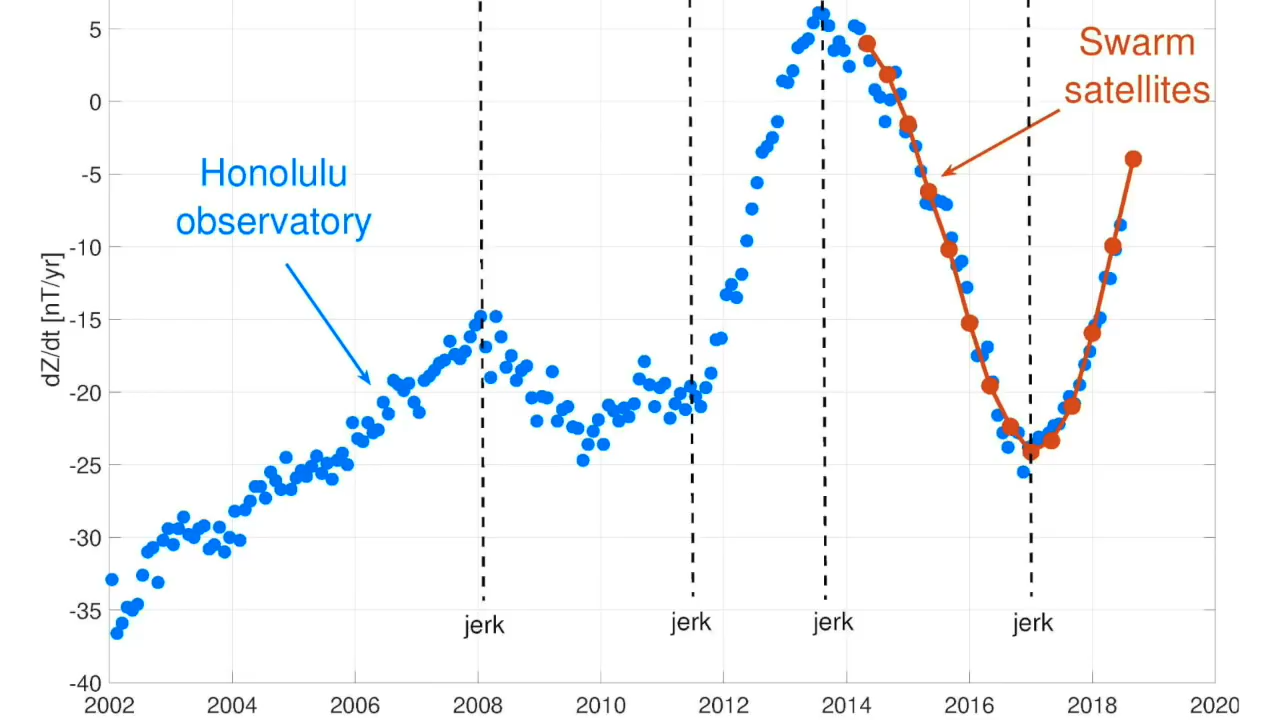 5
0
-5
-10
-15
-20
-25
-30
-35
-40
dZ/dt [nT/yr]
Honolulu
observatory
Swarm
satellites
jerk
jerk
jerk
jerk
2002
2004
2006
2008
2010
2012
2014
2016
2018
2020